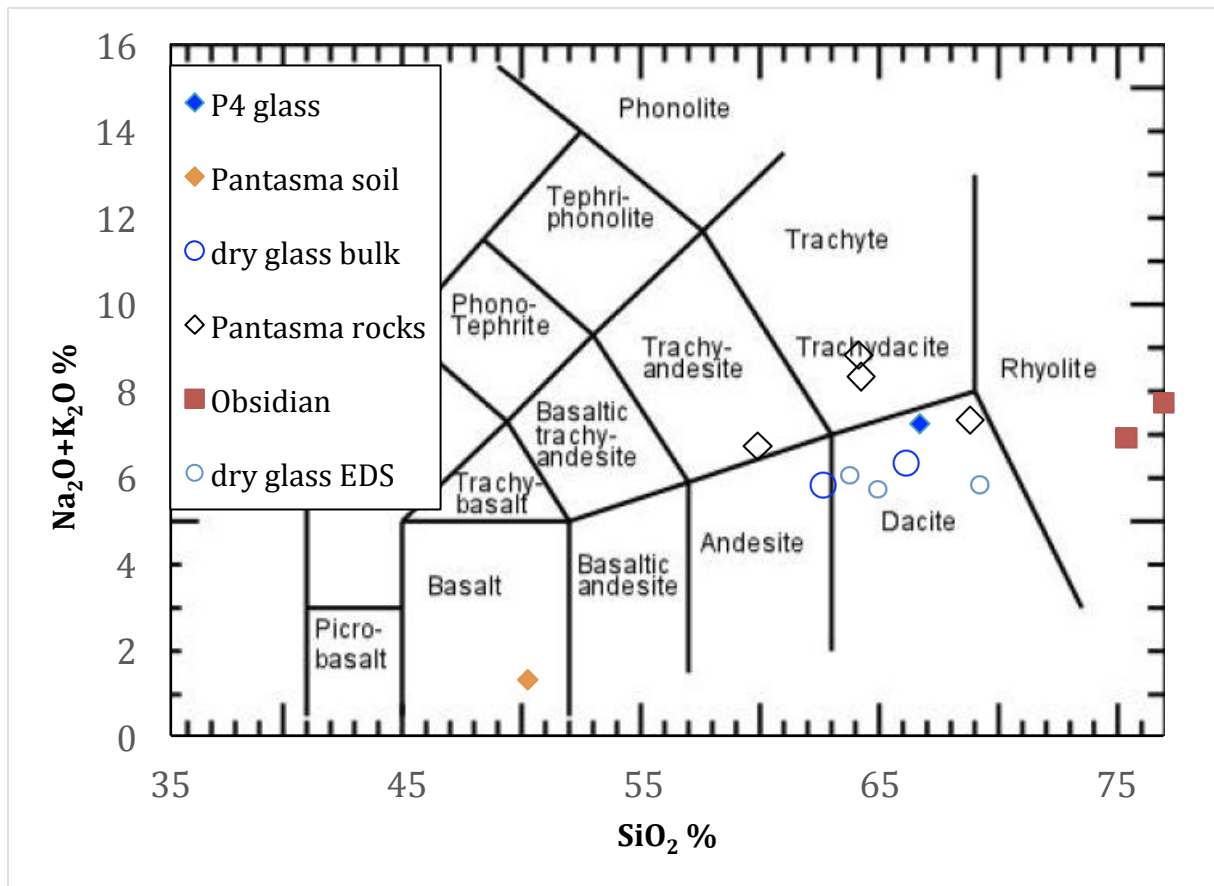 16
14
12
10
8
6
4
2
0
Na2O+K2O %
P4 glass
Pantasma soil
dry glass bulk
Pantasma rocks
Obsidian
dry glass EDS
Phonolite
Tephri-
phonolite
Trachyte
Phono-
Tephrite
Trachy-
andesite
Trachydacite
Rhyolite
Basaltic
trachy-
andesite
Trachy-
basalt
Dacite
Andesite
Basaltic
andesite
Basalt
Picro-
basalt
35
45
55
65
75
SiO2 %